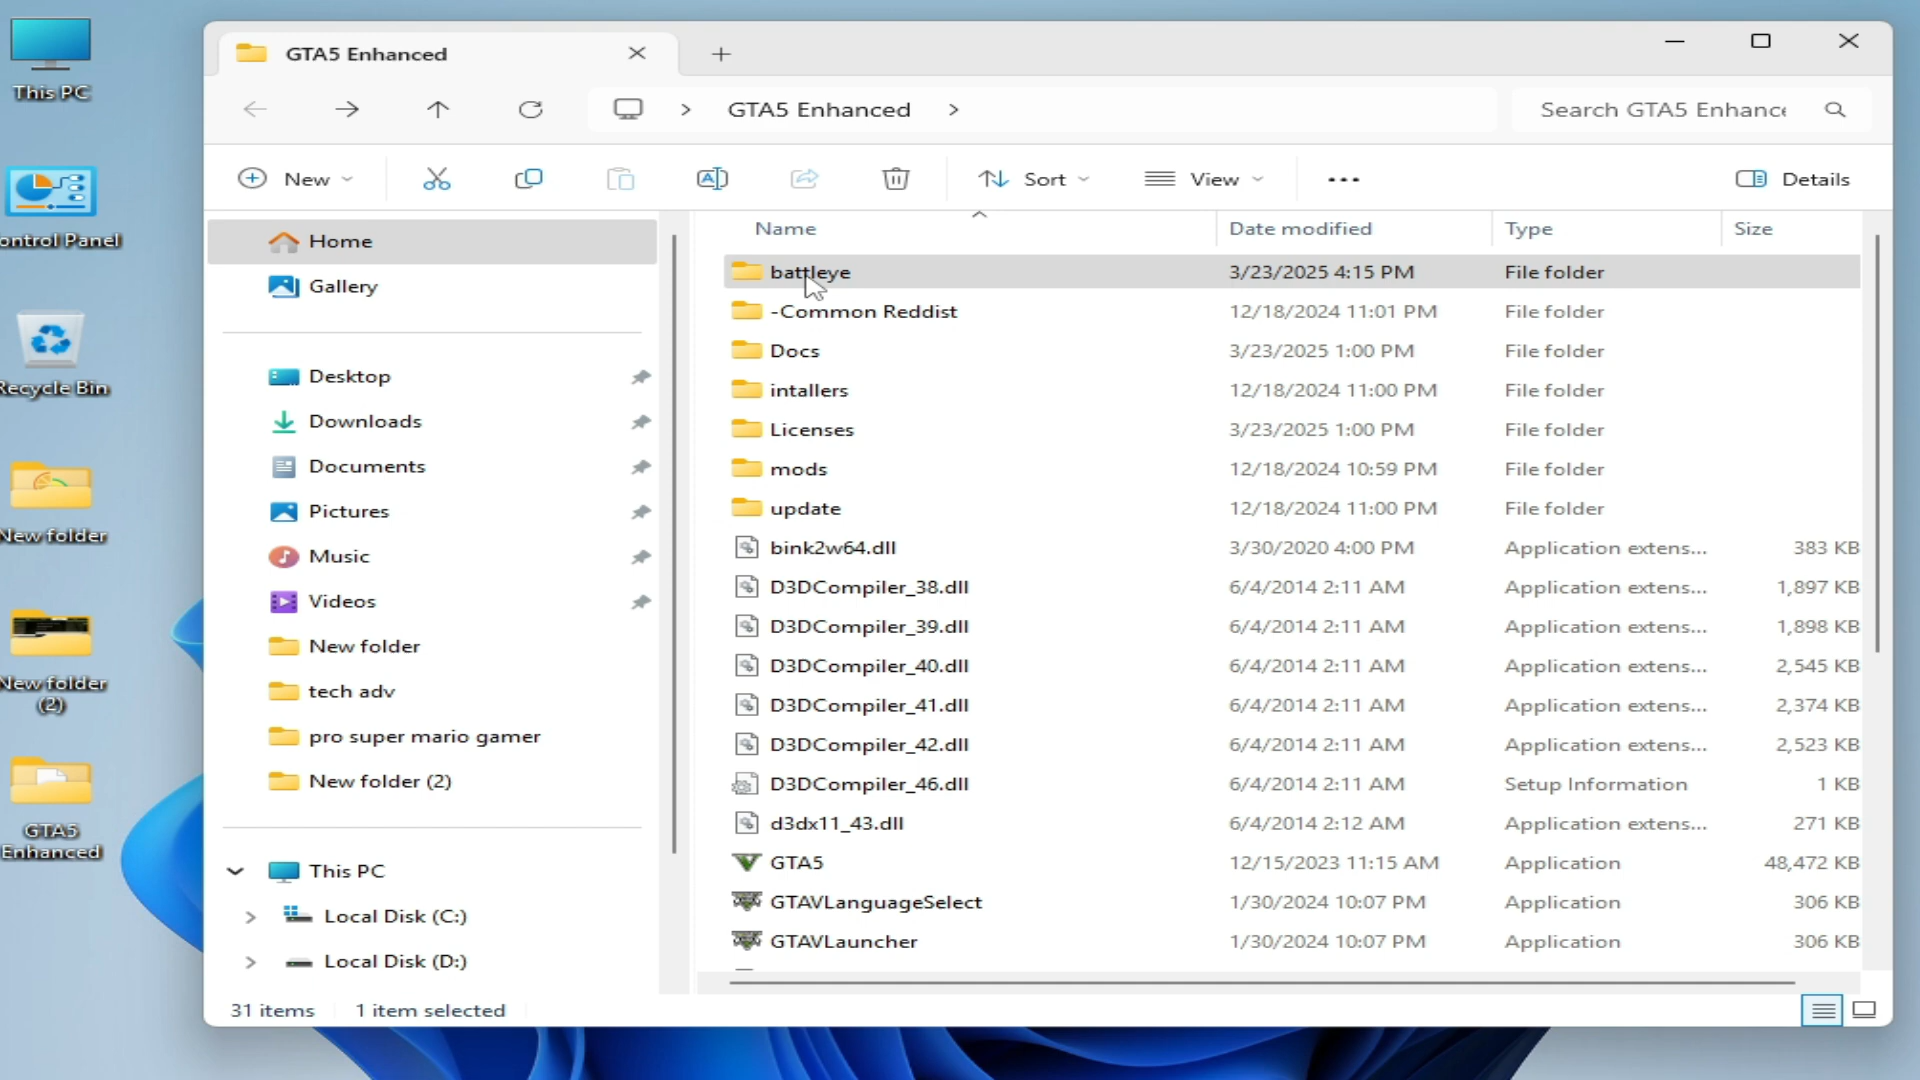 This PC
ontrol Panel
Recycle Bin
New folder
New folder
(2)
GTA5
Enhanced
GTA5 Enhanced
GTA5 Enhanced
Search GTA5 Enhance
New
Sort
View
Details
Home
Gallery
Desktop
Downloads
Documents
Pictures
Music
Videos
New folder
tech adv
pro super mario gamer
New folder (2)
This PC
Local Disk (C:)
Local Disk (D:)
Name Date modified Type Size
battleye 3/23/2025 4:15 PM File folder
-Common Reddist 12/18/2024 11:01 PM File folder
Docs 3/23/2025 1:00 PM File folder
intallers 12/18/2024 11:00 PM File folder
Licenses 3/23/2025 1:00 PM File folder
mods 12/18/2024 10:59 PM File folder
update 12/18/2024 11:00 PM File folder
bink2w64.dll 3/30/2020 4:00 PM Application extens... 383 KB
D3DCompiler_38.dll 6/4/2014 2:11 AM Application extens... 1,897 KB
D3DCompiler_39.dll 6/4/2014 2:11 AM Application extens... 1,898 KB
D3DCompiler_40.dll 6/4/2014 2:11 AM Application extens... 2,545 KB
D3DCompiler_41.dll 6/4/2014 2:11 AM Application extens... 2,374 KB
D3DCompiler_42.dll 6/4/2014 2:11 AM Application extens... 2,523 KB
D3DCompiler_46.dll 6/4/2014 2:11 AM Setup Information 1 KB
d3dx11_43.dll 6/4/2014 2:12 AM Application extens... 271 KB
GTA5 12/15/2023 11:15 AM Application 48,472 KB
GTAVLanguageSelect 1/30/2024 10:07 PM Application 306 KB
GTAVLauncher 1/30/2024 10:07 PM Application 306 KB
31 items 1 item selected